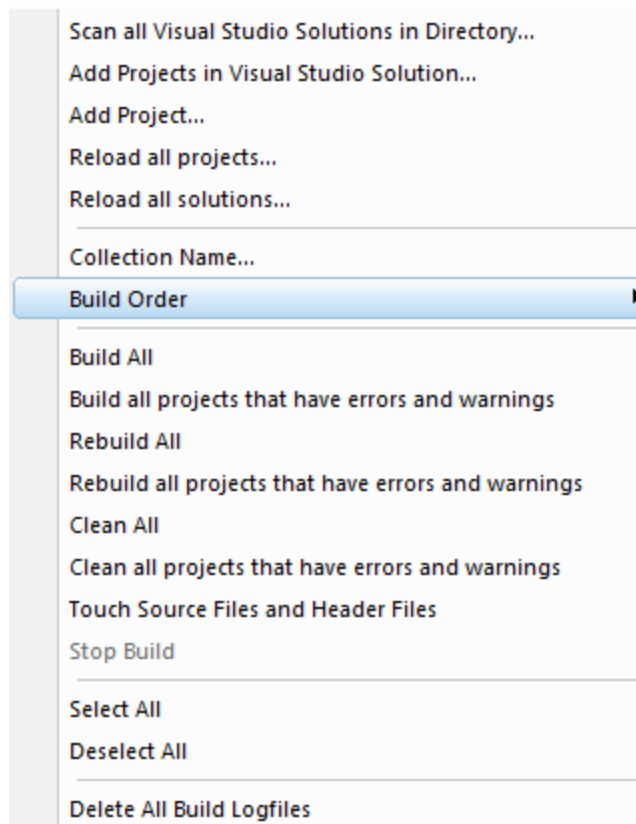 Scan all Visual Studio Solutions in Directory...
Add Projects in Visual Studio Solution...
Add Project...
Reload all projects...
Reload all solutions...
Collection Name...
Build Order
Build All
Build all projects that have errors and warnings
Rebuild All
Rebuild all projects that have errors and warnings
Clean All
Clean all projects that have errors and warnings
Touch Source Files and Header Files
Stop Build
Select All
Deselect All
Delete All Build Logfiles